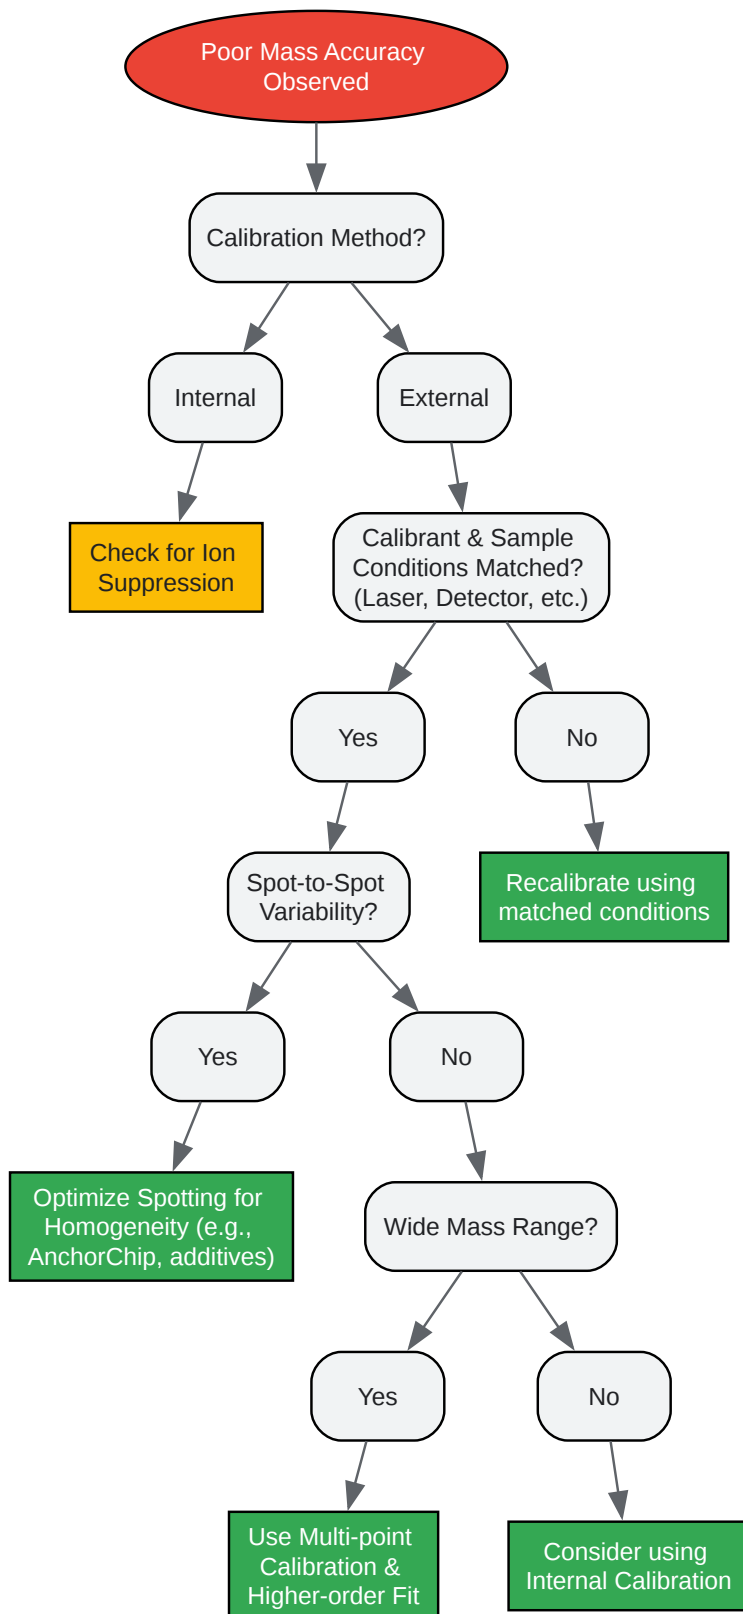 Poor Mass Accuracy
Observed
Calibration Method?
Internal
External
Check for Ion
Suppression
Calibrant & Sample
Conditions Matched?
(Laser, Detector, etc.)
Yes
No
Spot-to-Spot
Variability?
Recalibrate using
matched conditions
Yes
No
Optimize Spotting for
Homogeneity (e.g.,
AnchorChip, additives)
Wide Mass Range?
Yes
No
Use Multi-point
Calibration &
Higher-order Fit
Consider using
Internal Calibration